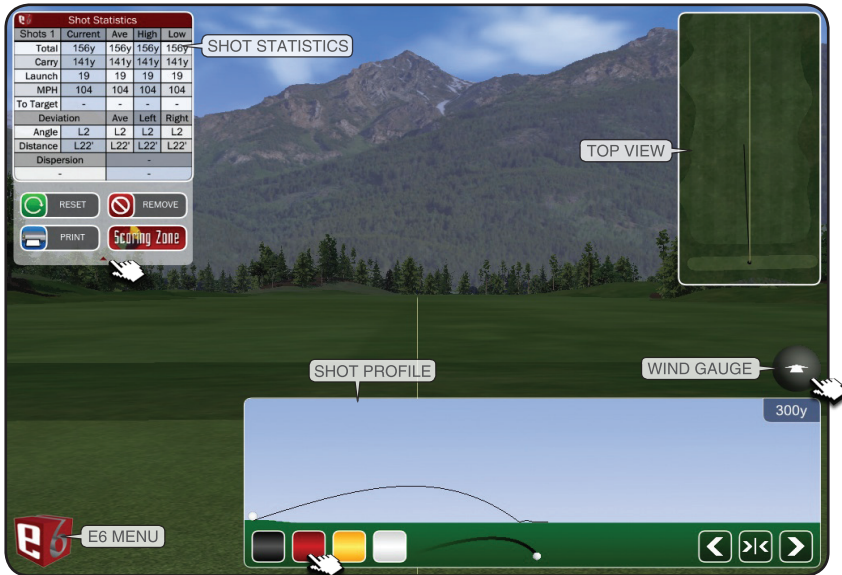 e6 Shot Statistics
Shots 1 Current Ave High Low
Total 156y 156y 156y 156y
Carry 141y 141y 141y 141y
Launch 19 19 19 19
MPH 104 104 104 104
To Target - - - -
Deviation Ave Left Right
Angle L2 L2 L2 L2
Distance L22' L22' L22' L22'
Dispersion -
- -
RESET REMOVE
PRINT Scoring Zone
SHOT STATISTICS
TOP VIEW
WIND GAUGE
SHOT PROFILE
300y
e6
E6 MENU